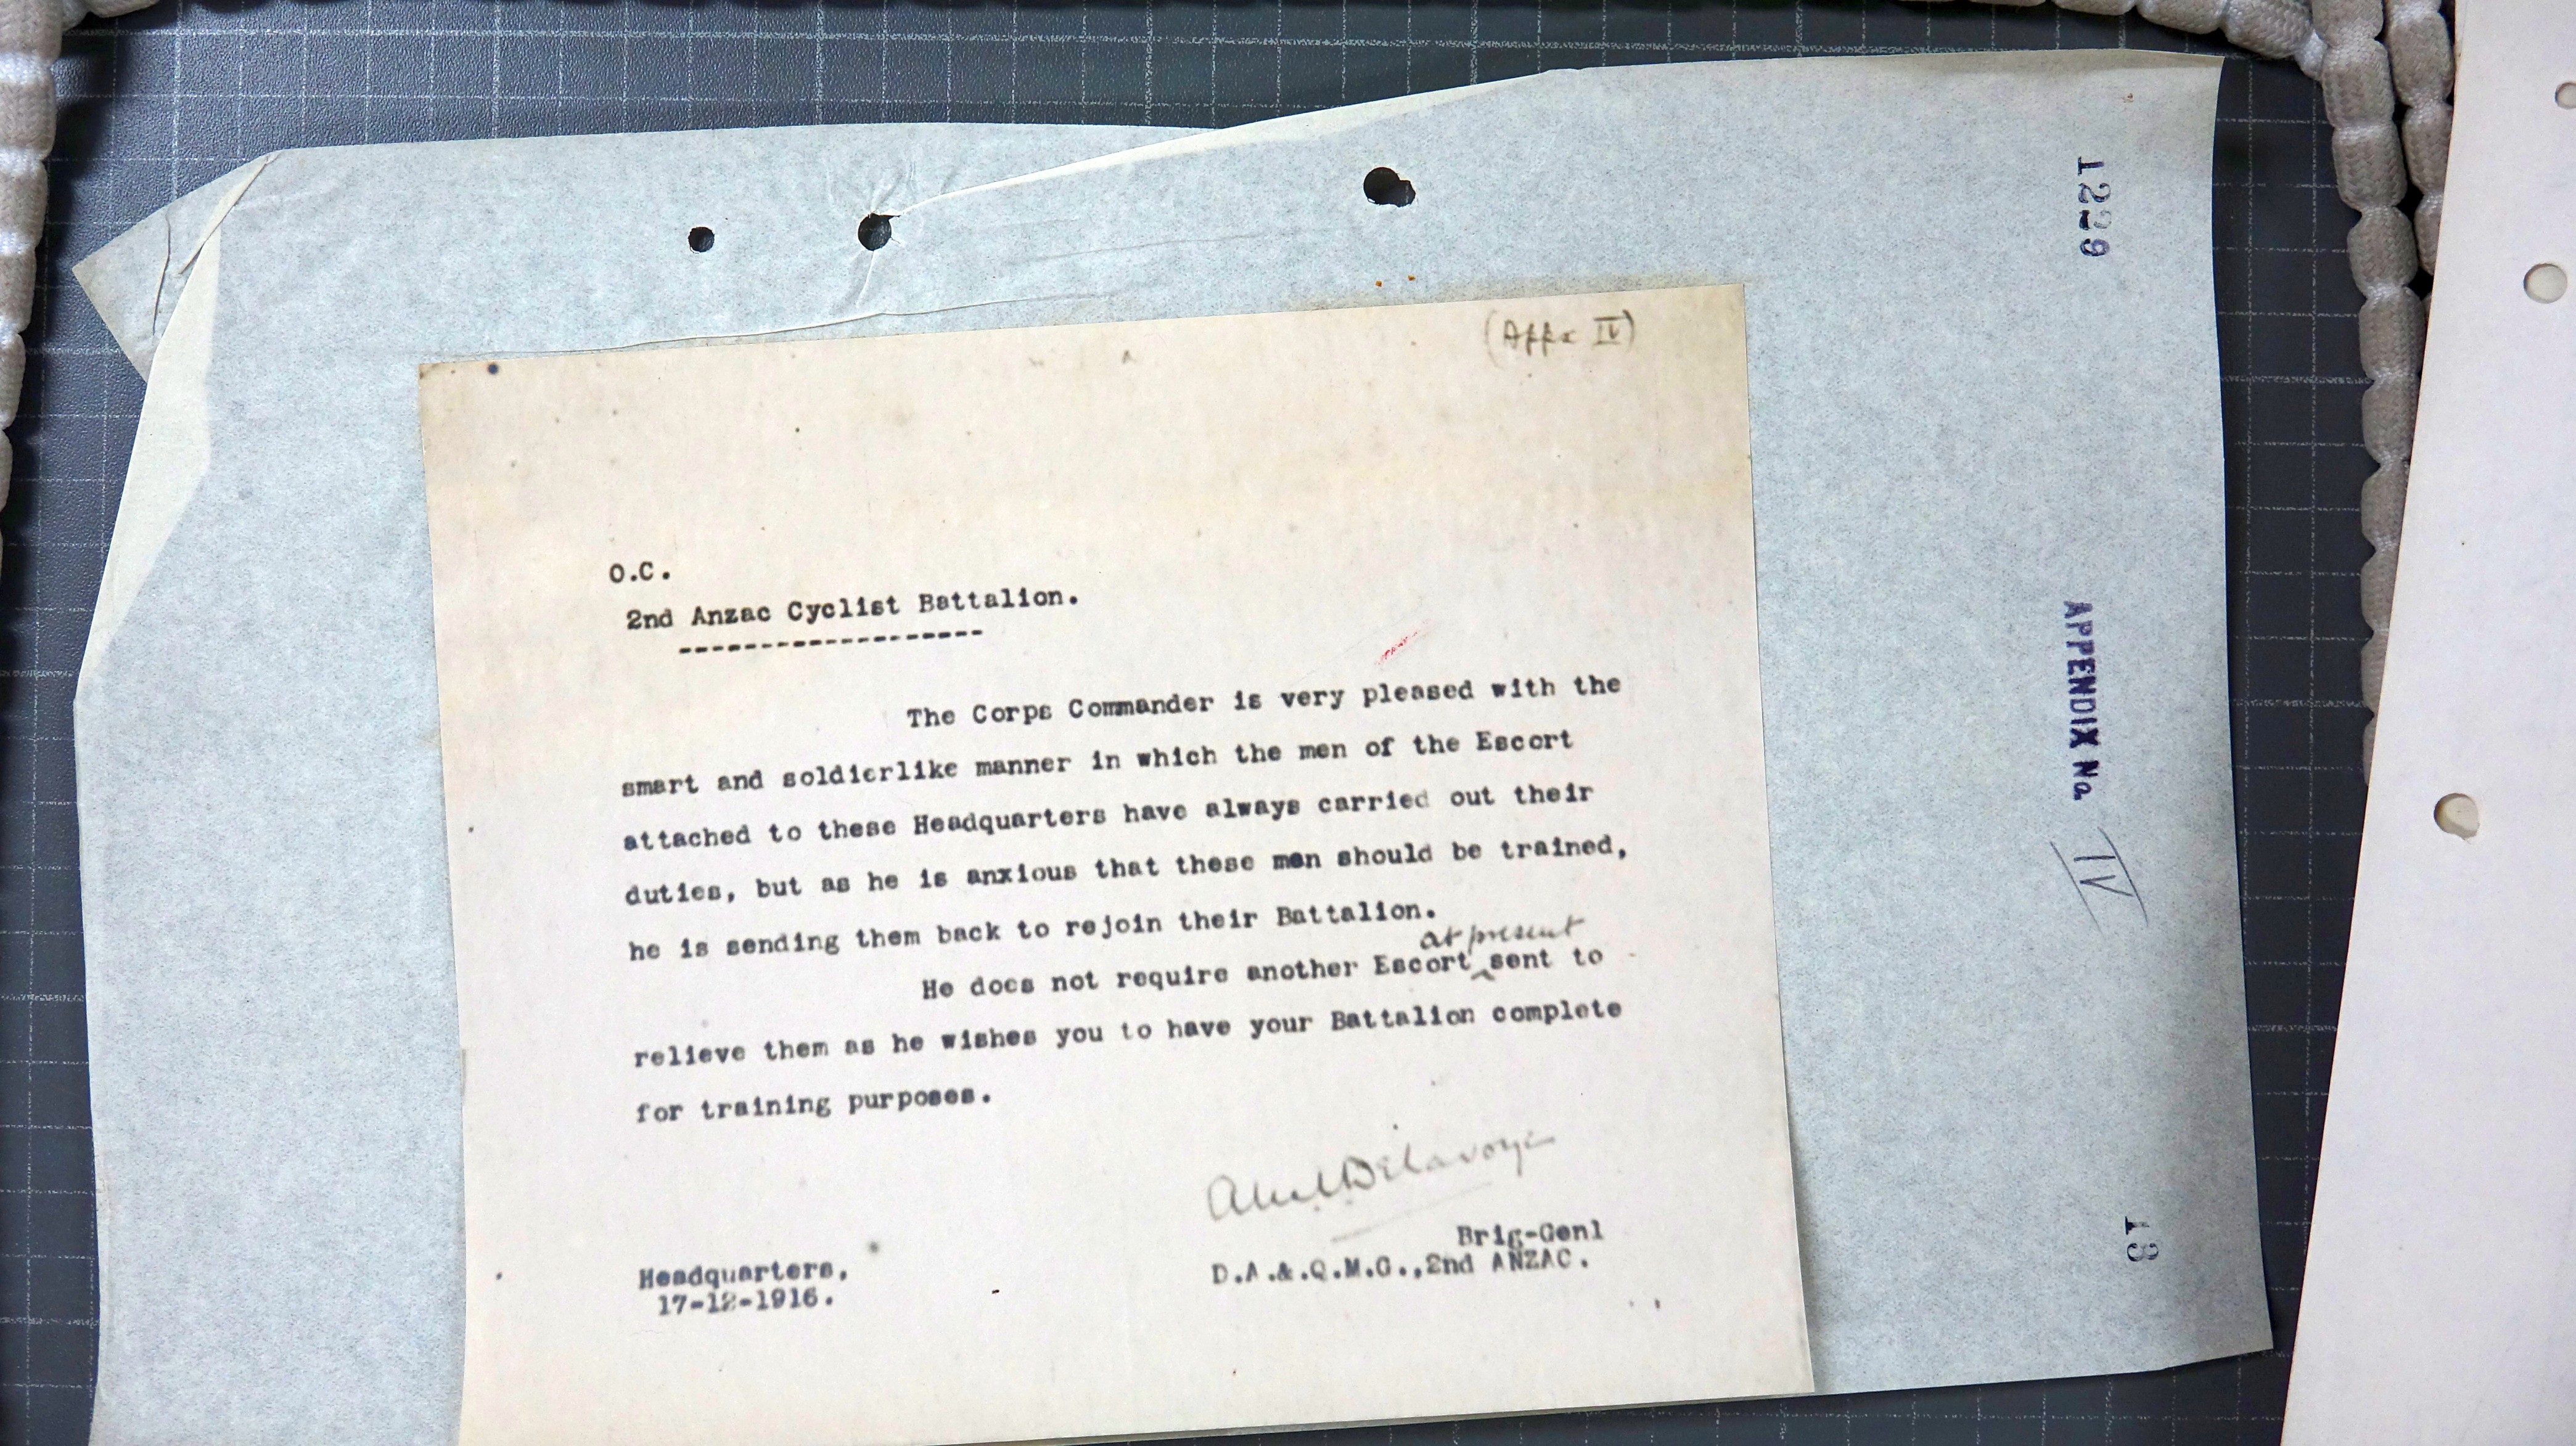 (Appx IV)
O.C.
2nd Anzac Cyclist Battalion.
-------------------
The Corps Commander is very pleased with the
smart and soldierlike manner in which the men of the Escort
attached to these Headquarters have always carried out their
duties, but as he is anxious that these men should be trained,
he is sending them back to rejoin their Battalion.
at present
He does not require another Escort sent to
relieve them as he wishes you to have your Battalion complete
for training purposes.
Delavoye
Brig-Genl
D.A.&.Q.M.G.,2nd ANZAC.
Headquarters,
17-12-1916.
1229
APPENDIX No. IV
18